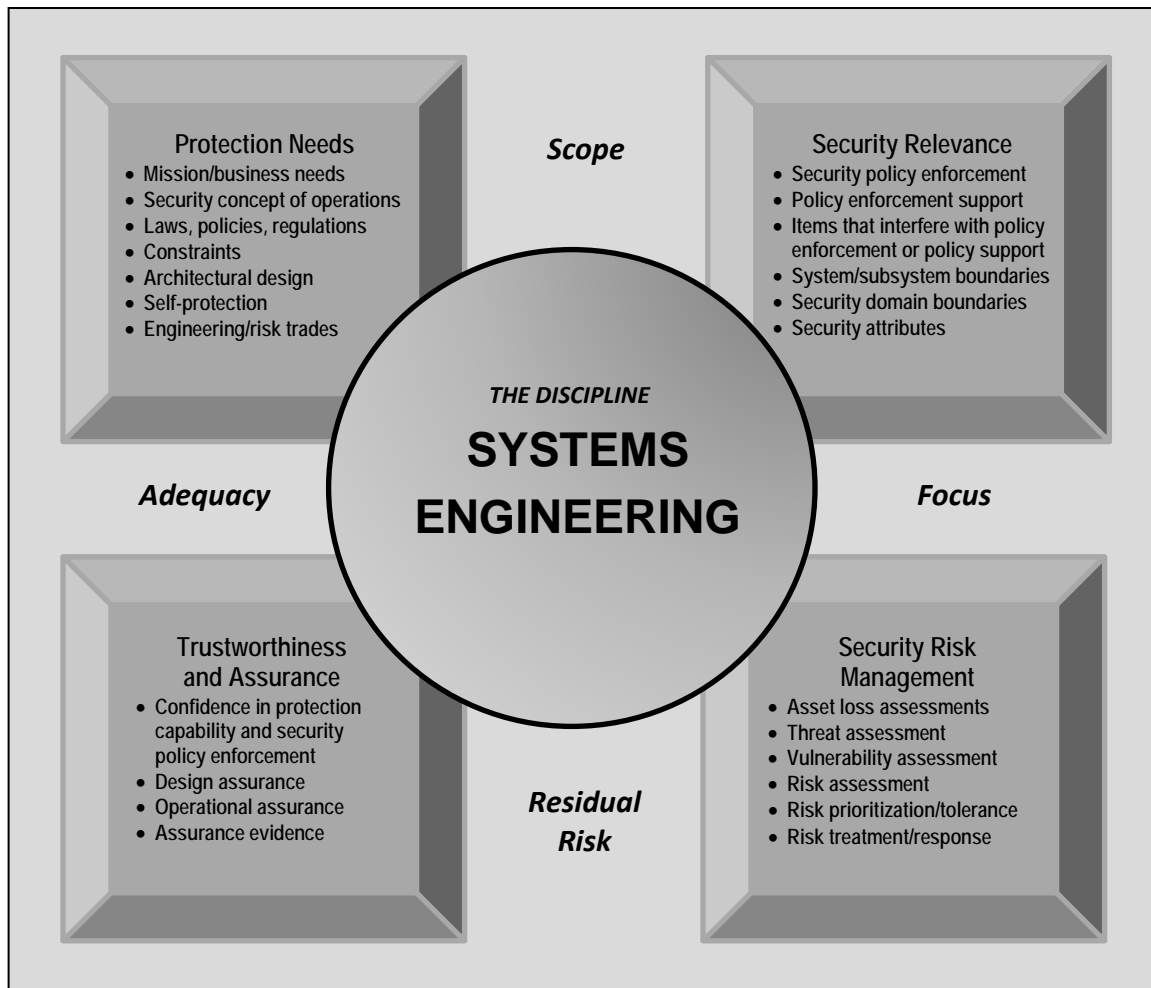 Protection Needs
• Mission/business needs
• Security concept of operations
• Laws, policies, regulations
• Constraints
• Architectural design
• Self-protection
• Engineering/risk trades
Scope
Security Relevance
• Security policy enforcement
• Policy enforcement support
• Items that interfere with policy
enforcement or policy support
• System/subsystem boundaries
• Security domain boundaries
• Security attributes
THE DISCIPLINE
SYSTEMS
ENGINEERING
Adequacy
Focus
Trustworthiness
and Assurance
• Confidence in protection
capability and security
policy enforcement
• Design assurance
• Operational assurance
• Assurance evidence
Residual
Risk
Security Risk
Management
• Asset loss assessments
• Threat assessment
• Vulnerability assessment
• Risk assessment
• Risk prioritization/tolerance
• Risk treatment/response